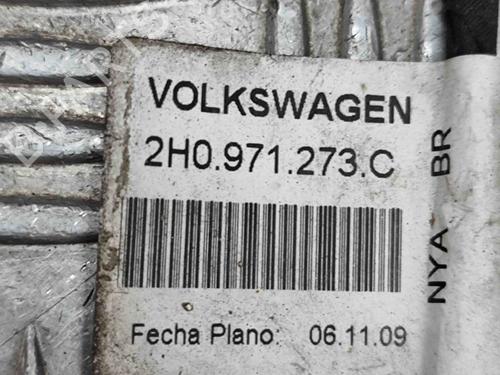 VOLKSWAGEN
2H0.971.273.C
Fecha Plano: 06.11.09
NYA BR